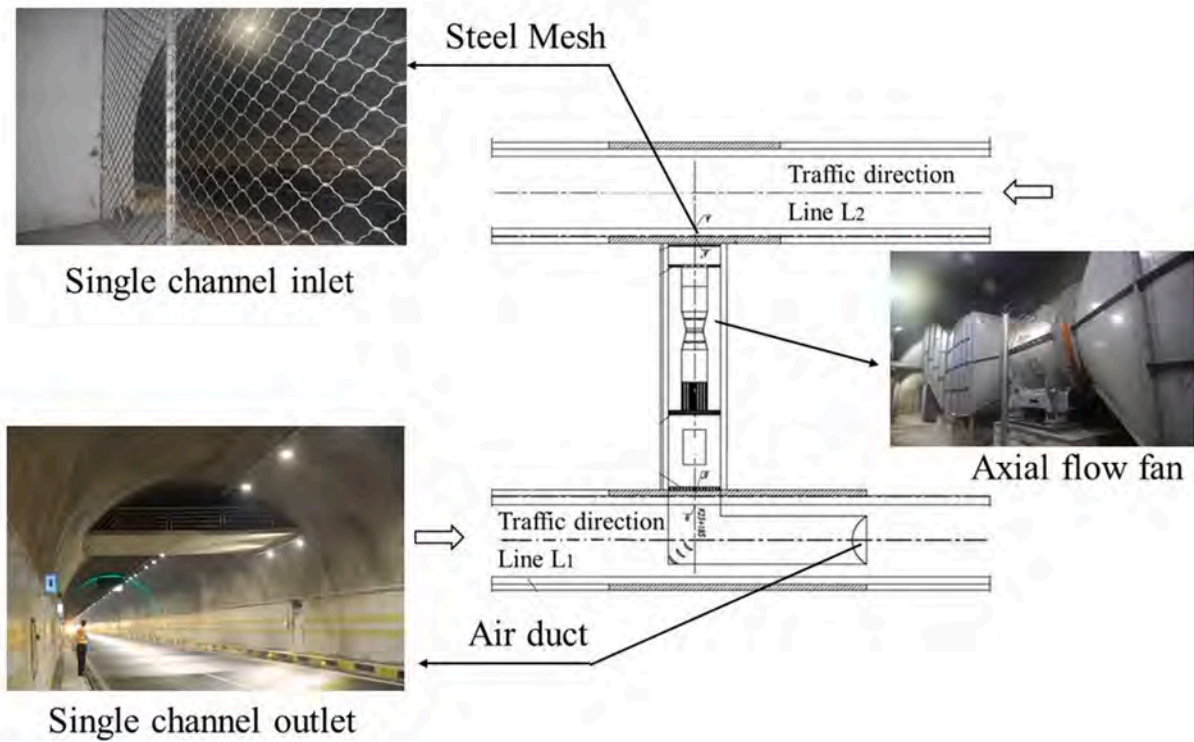 Steel Mesh
Traffic direction
Line L2
Single channel inlet
Axial flow fan
Traffic direction
Line L1
Air duct
Single channel outlet